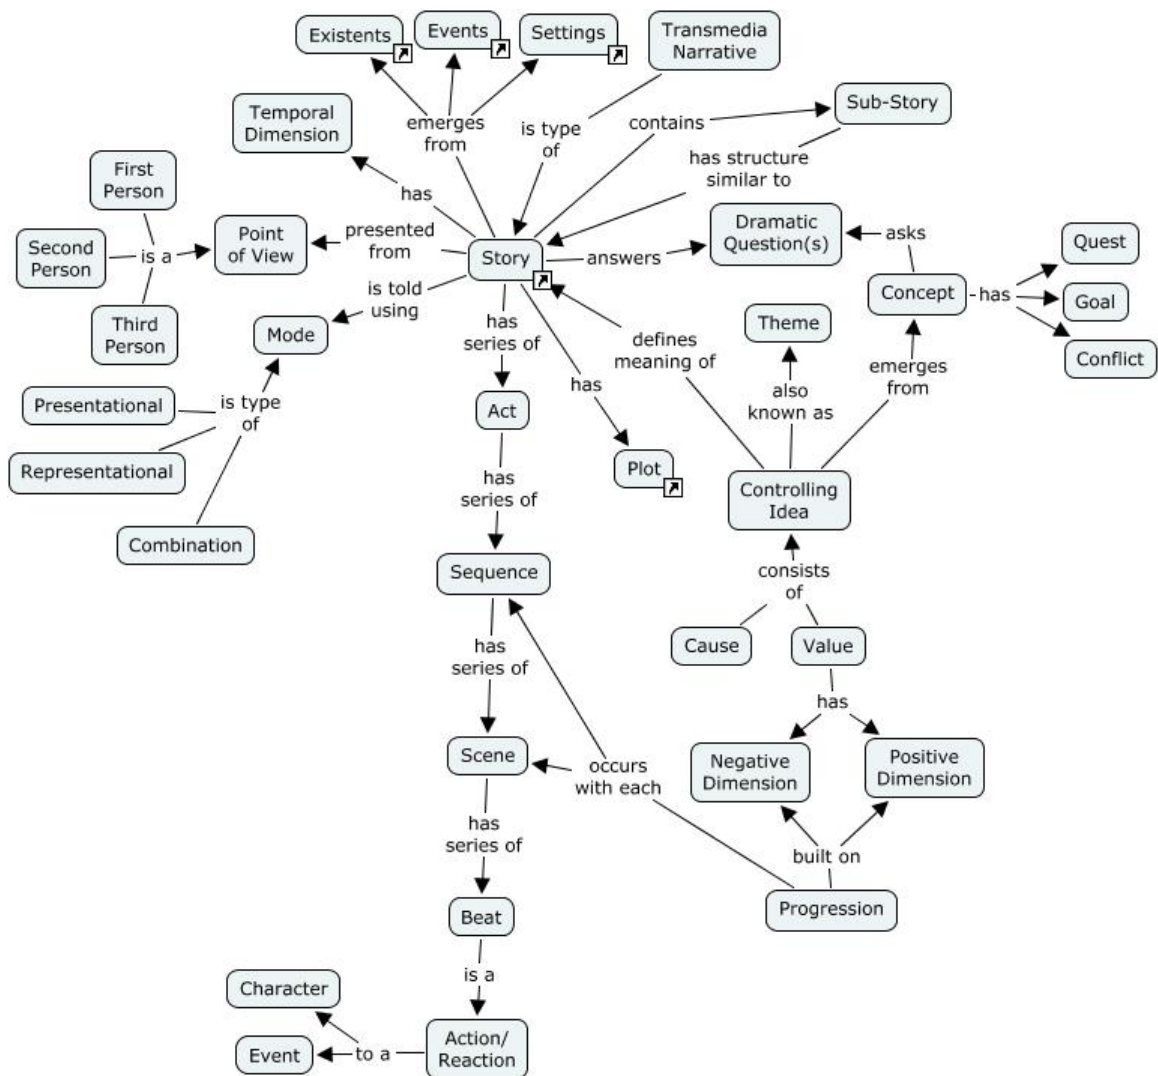 Existents
Events
Settings
Transmedia
Narrative
Temporal
Dimension
emerges
from
is type
of
contains
Sub-Story
has structure
similar to
First
Person
has
Second
Person
is a
Point
of View
presented
from
Story
answers
Dramatic
Question(s)
asks
Quest
Third
Person
is told
using
Mode
has
series of
defines
meaning of
Theme
Concept
has
Goal
Conflict
Presentational
is type
of
Act
has
also
known as
emerges
from
Representational
has
series of
Plot
Controlling
Idea
Combination
Sequence
consists
of
has
series of
Cause
Value
has
Scene
occurs
with each
Negative
Dimension
Positive
Dimension
has
series of
built on
Beat
Progression
is a
Character
Event
to a
Action/
Reaction